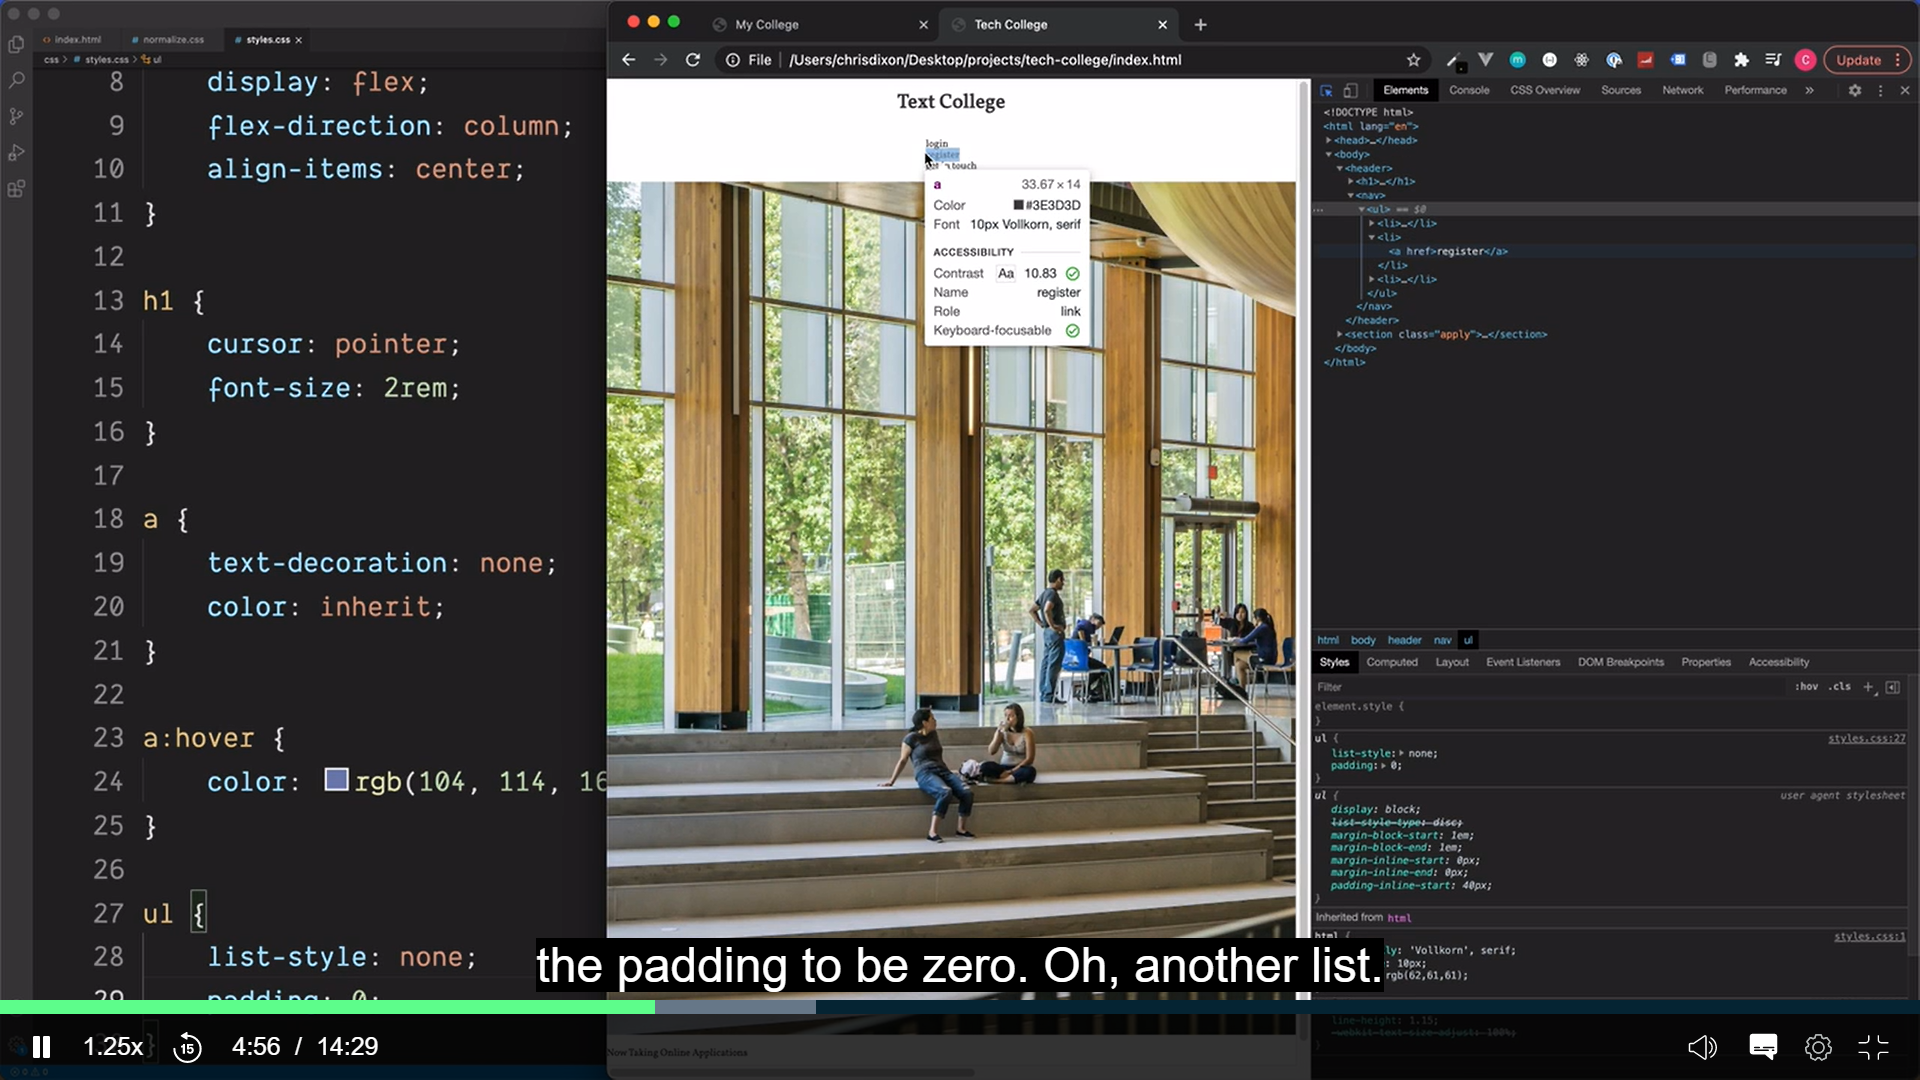 index.html
normalize.css
styles.css
css > styles.css > ul
8 display: flex;
9 flex-direction: column;
10 align-items: center;
11 }
12
13 h1 {
14 cursor: pointer;
15 font-size: 2rem;
16 }
17
18 a {
19 text-decoration: none;
20 color: inherit;
21 }
22
23 a:hover {
24 color: rgb(104, 114, 16
25 }
26
27 ul {
28 list-style: none;
29 padding: 0;
My College
Tech College
File /Users/chrisdixon/Desktop/projects/tech-college/index.html
C
Update
Text College
login
register
touch
a 33.67 × 14
Color #3E3D3D
Font 10px Vollkorn, serif
ACCESSIBILITY
Contrast Aa 10.83
Name register
Role link
Keyboard-focusable
Now Taking Online Applications
Elements Console CSS Overview Sources Network Performance »
<!DOCTYPE html>
<html lang="en">
<head>…</head>
<body>
<header>
<h1>…</h1>
<nav>
<ul> == $0
<li>…</li>
<li>
<a href>register</a>
</li>
<li>…</li>
</ul>
</nav>
</header>
<section class="apply">…</section>
</body>
</html>
html body header nav ul
Styles Computed Layout Event Listeners DOM Breakpoints Properties Accessibility
Filter :hov .cls +
element.style {
}
ul { styles.css:27
list-style: none;
padding: 0;
}
ul { user agent stylesheet
display: block;
list-style-type: disc;
margin-block-start: 1em;
margin-block-end: 1em;
margin-inline-start: 0px;
margin-inline-end: 0px;
padding-inline-start: 40px;
}
Inherited from html
html { styles.css:1
ly: 'Vollkorn', serif;
: 10px;
rgb(62,61,61);
line-height: 1.15;
-webkit-text-size-adjust: 100%;
}
the padding to be zero. Oh, another list.
1.25x 15 4:56 / 14:29